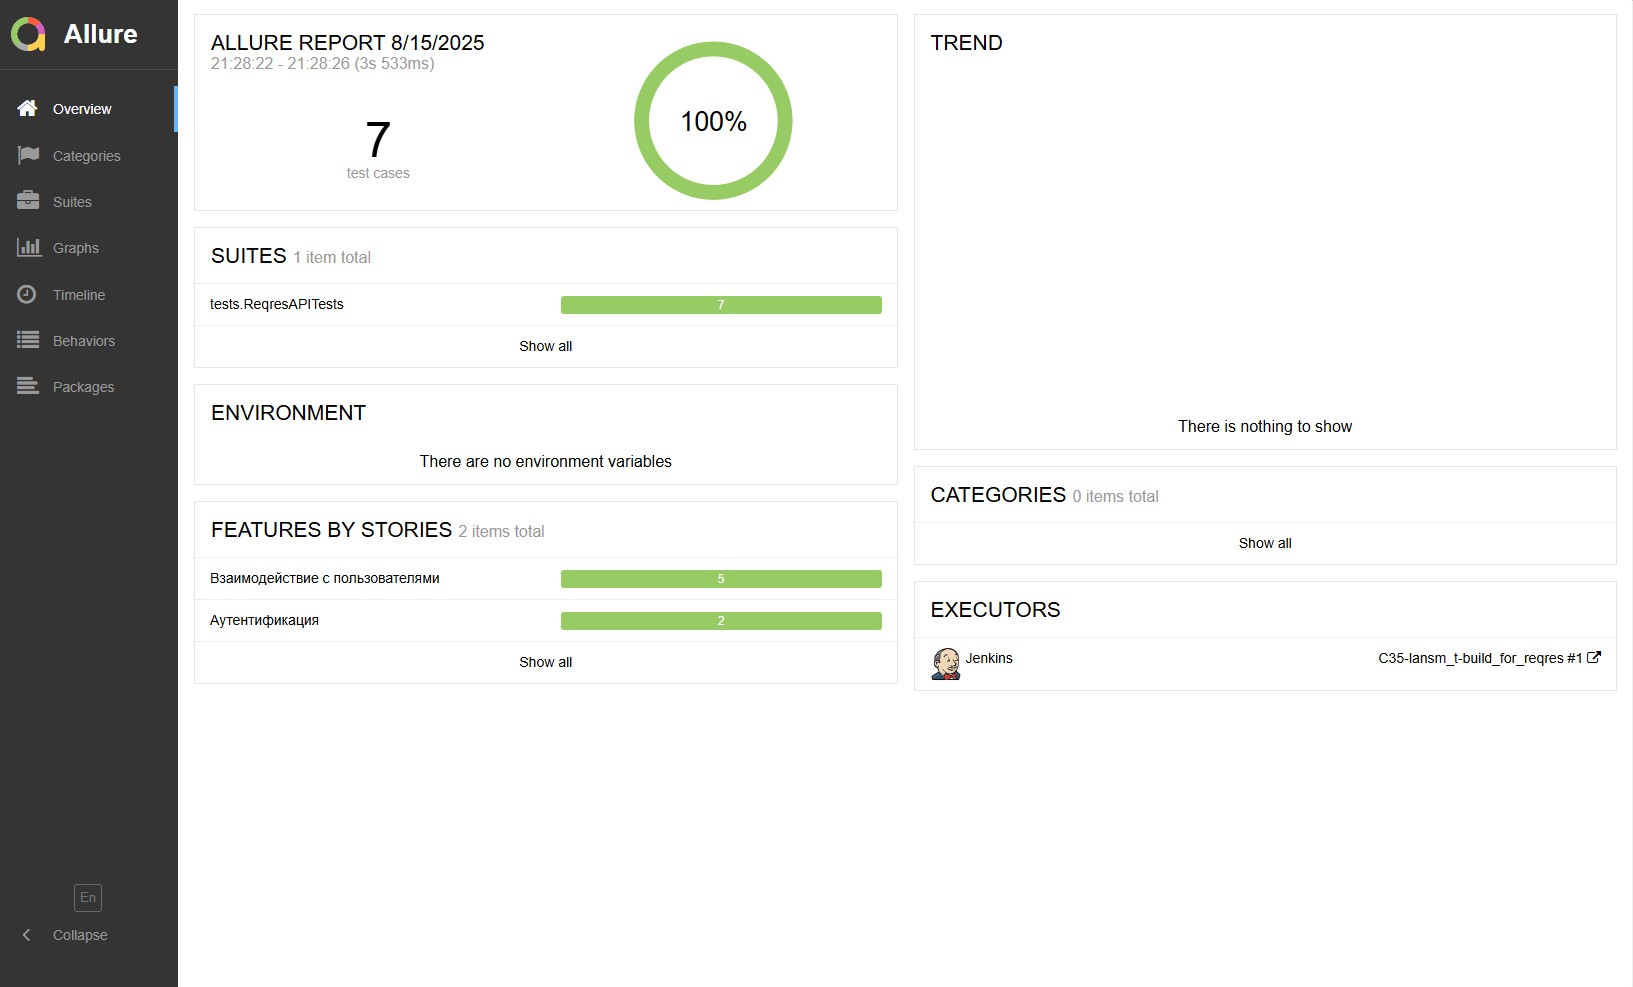 Allure
Overview
Categories
Suites
Graphs
Timeline
Behaviors
Packages
En
Collapse
ALLURE REPORT 8/15/2025
21:28:22 - 21:28:26 (3s 533ms)
7
test cases
100%
SUITES 1 item total
tests.ReqresAPITests 7
Show all
ENVIRONMENT
There are no environment variables
FEATURES BY STORIES 2 items total
Взаимодействие с пользователями 5
Аутентификация 2
Show all
TREND
There is nothing to show
CATEGORIES 0 items total
Show all
EXECUTORS
Jenkins C35-lansm_t-build_for_reqres #1